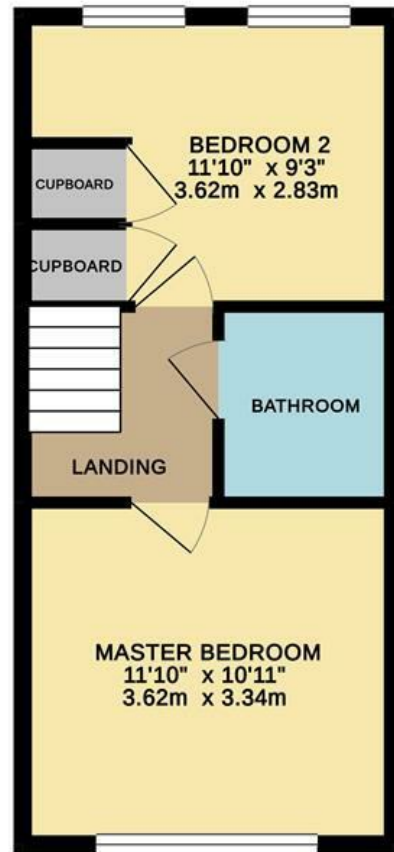 BEDROOM 2
11'10" x 9'3"
3.62m x 2.83m
CUPBOARD
CUPBOARD
BATHROOM
LANDING
MASTER BEDROOM
11'10" x 10'11"
3.62m x 3.34m